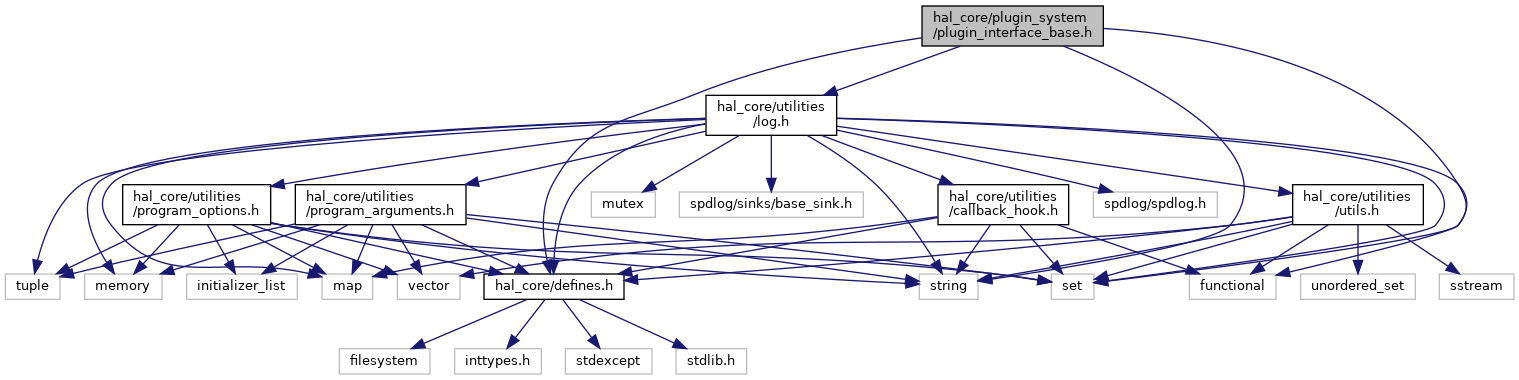 hal_core/plugin_system
/plugin_interface_base.h
hal_core/utilities
/log.h
hal_core/utilities
/program_options.h
hal_core/utilities
/program_arguments.h
mutex
spdlog/sinks/base_sink.h
hal_core/utilities
/callback_hook.h
spdlog/spdlog.h
hal_core/utilities
/utils.h
tuple
memory
initializer_list
map
vector
hal_core/defines.h
string
set
functional
unordered_set
sstream
filesystem
inttypes.h
stdexcept
stdlib.h